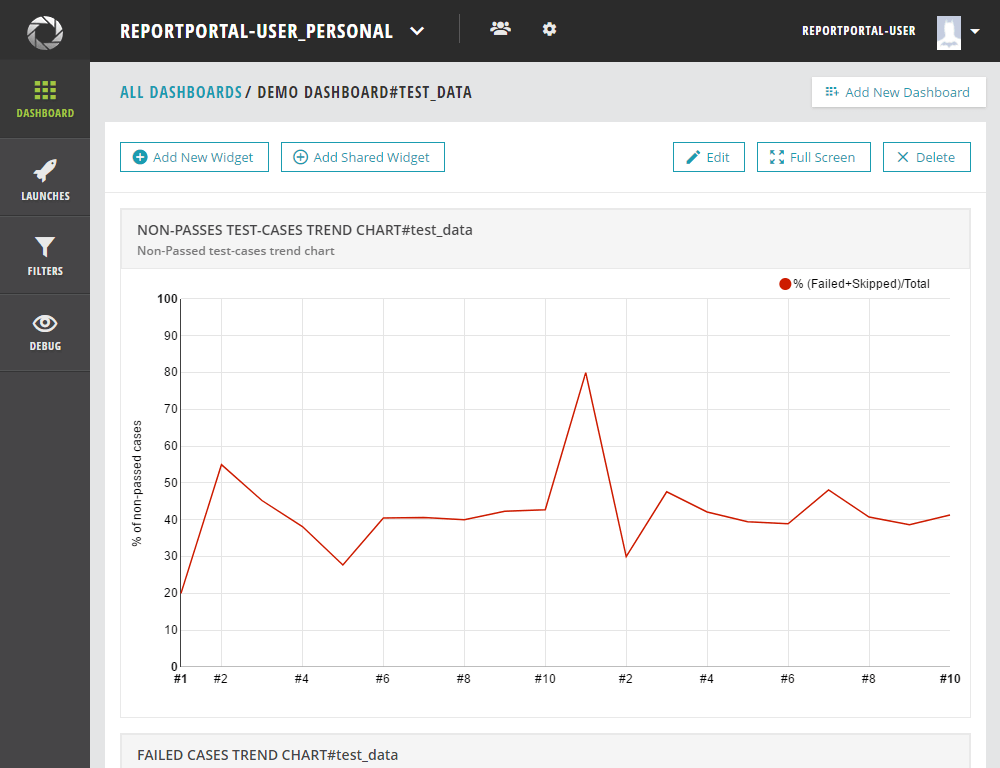 REPORTPORTAL-USER_PERSONAL
REPORTPORTAL-USER
DASHBOARD
LAUNCHES
FILTERS
DEBUG
ALL DASHBOARDS / DEMO DASHBOARD#TEST_DATA
Add New Dashboard
Add New Widget
Add Shared Widget
Edit
Full Screen
Delete
NON-PASSES TEST-CASES TREND CHART#test_data
Non-Passed test-cases trend chart
% (Failed+Skipped)/Total
% of non-passed cases
100
90
80
70
60
50
40
30
20
10
0
#1 #2 #4 #6 #8 #10 #2 #4 #6 #8 #10
FAILED CASES TREND CHART#test_data